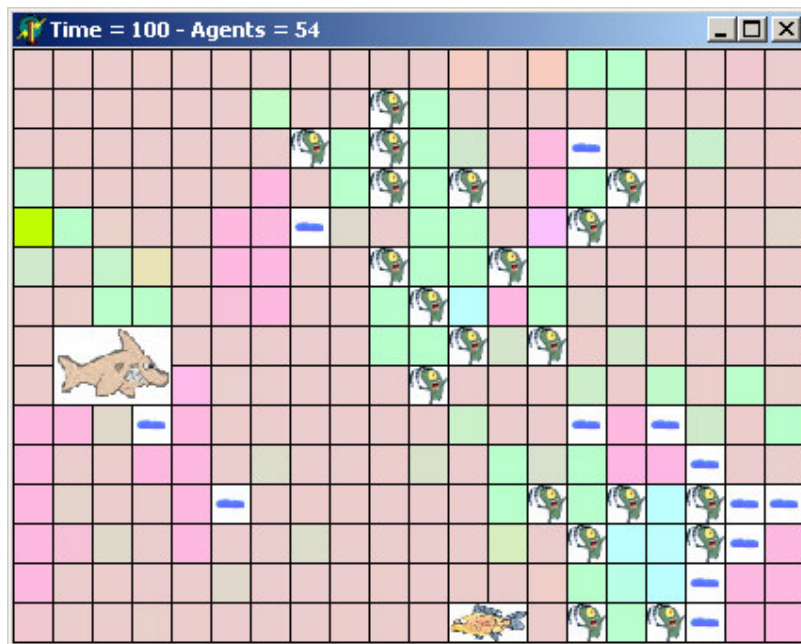 Time = 100 - Agents = 54